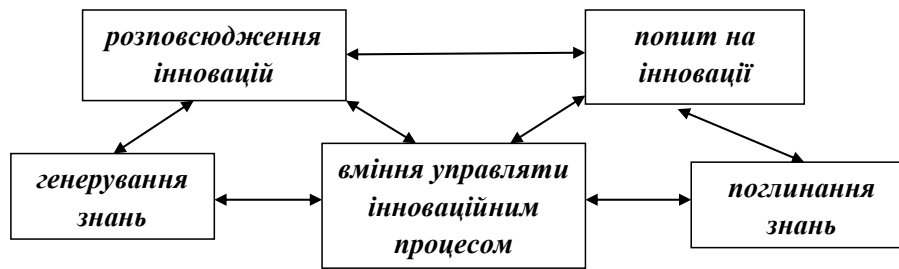 розповсюдження
інновацій
попит на
інновації
генерування
знань
вміння управляти
інноваційним
процесом
поглинання
знань